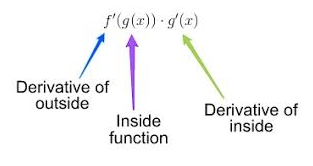 f′(g(x)) · g′(x)
Derivative of
outside
Inside
function
Derivative of
inside